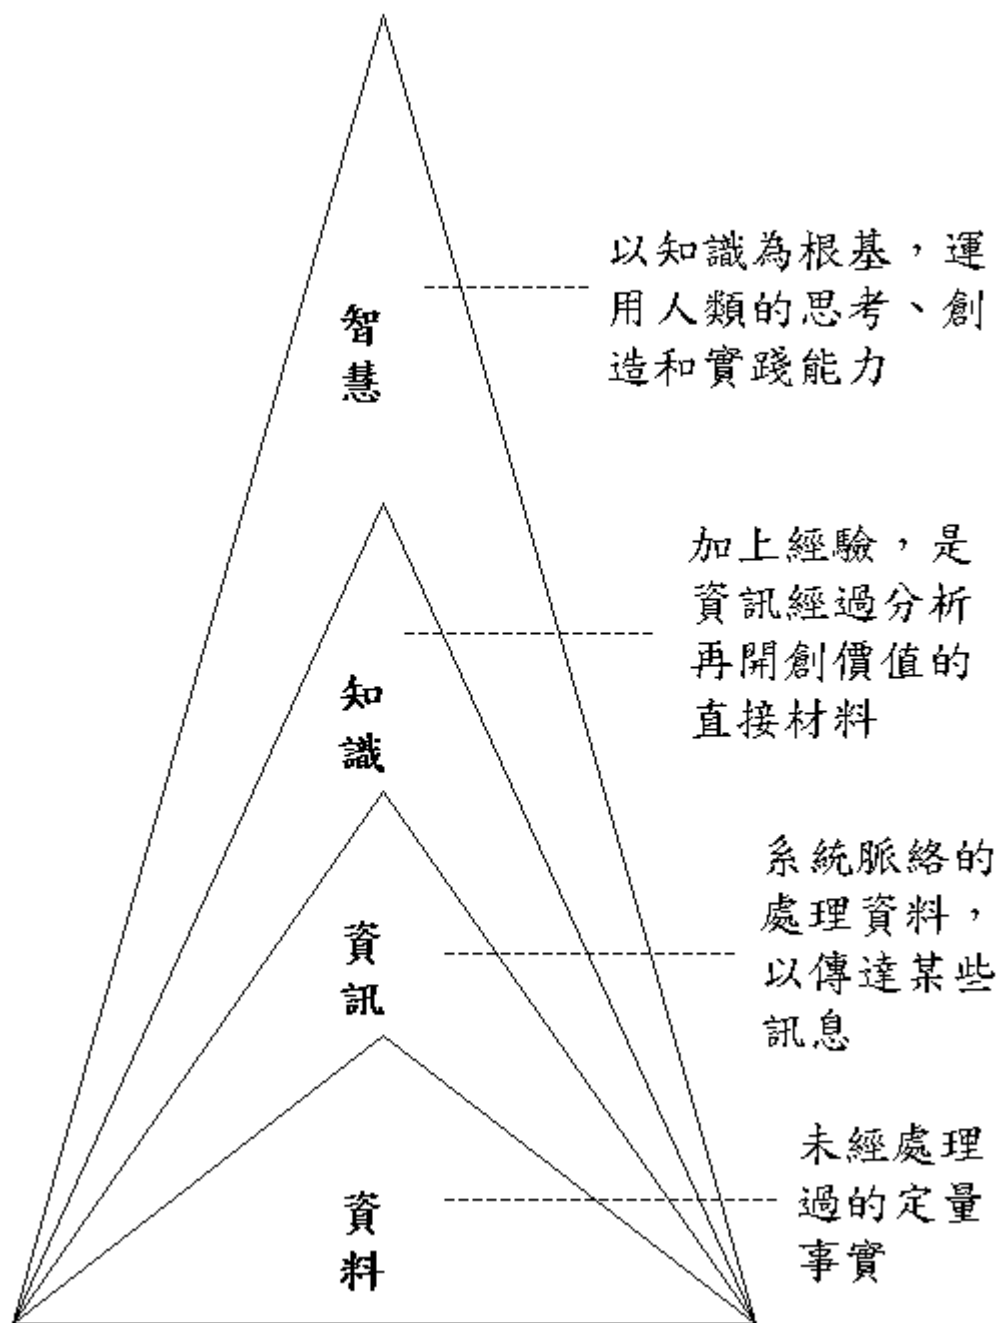 智慧
以知識為根基，運
用人類的思考、創
造和實踐能力
知識
加上經驗，是
資訊經過分析
再開創價值的
直接材料
資訊
系統脈絡的
處理資料，
以傳達某些
訊息
資料
未經處理
過的定量
事實